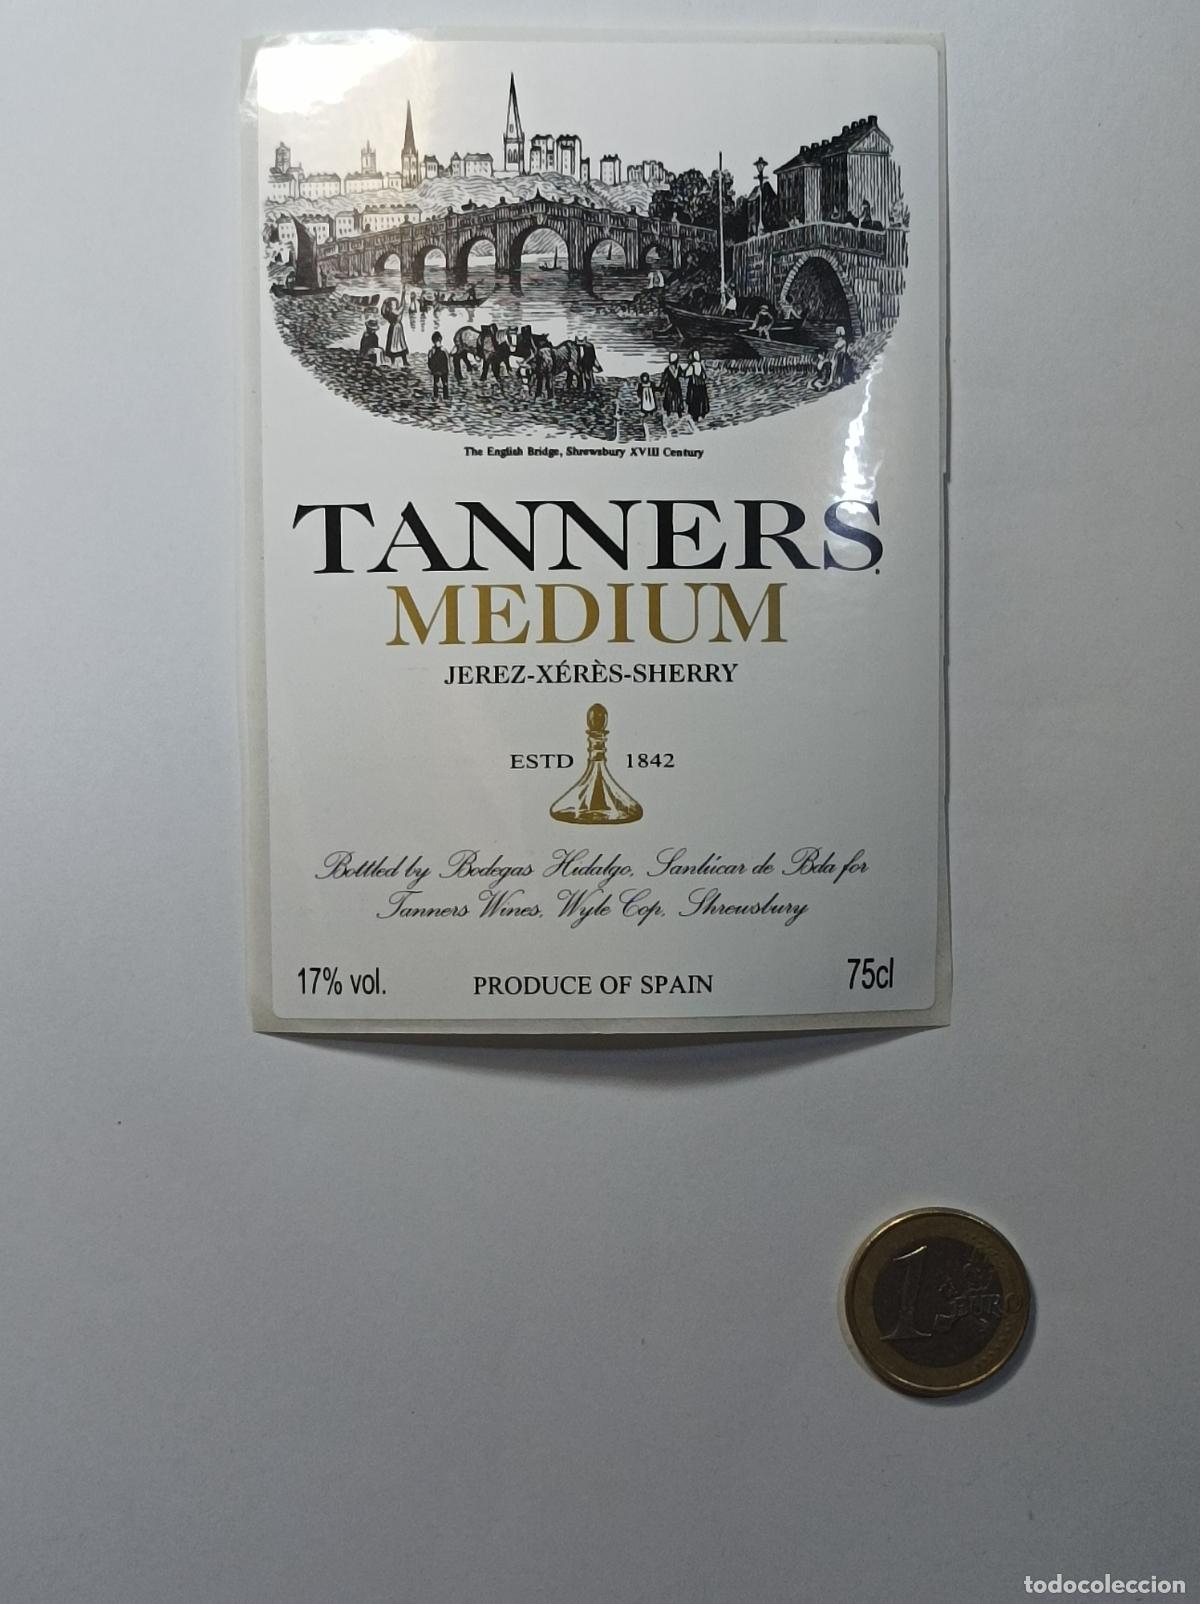 The English Bridge, Shrewsbury XVIII Century
TANNERS
MEDIUM
JEREZ-XÉRÈS-SHERRY
ESTD 1842
Bottled by Bodegas Hidalgo, Sanlúcar de Bda for
Tanners Wines, Wyle Cop, Shrewsbury
17% vol. PRODUCE OF SPAIN 75cl
1 EURO
todocoleccion